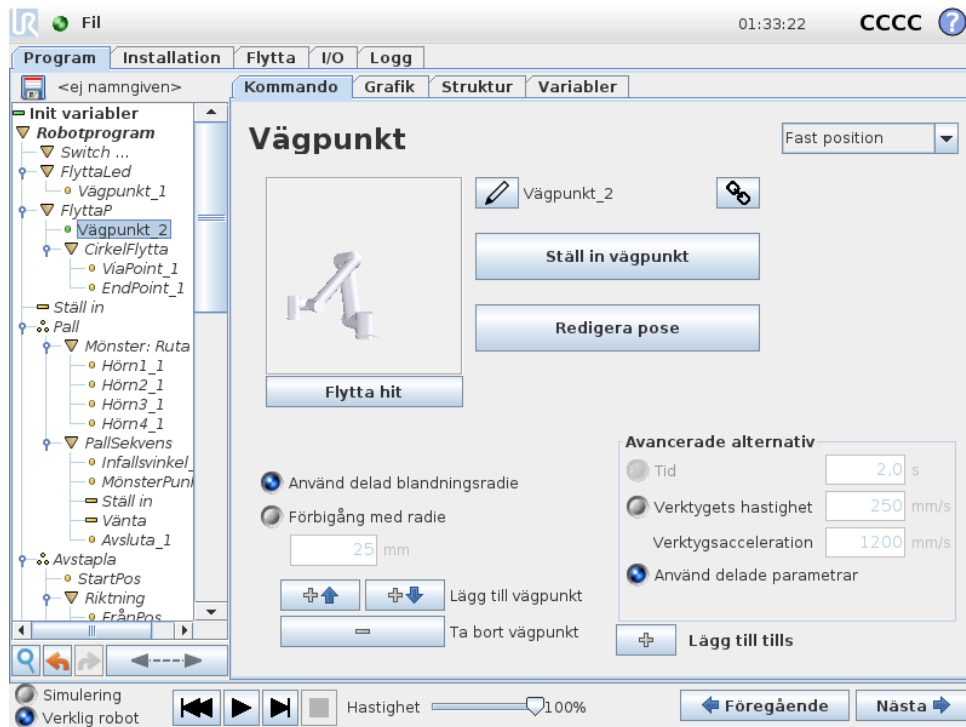 UR Fil 01:33:22 CCCC ?
Program Installation Flytta I/O Logg
<ej namngiven>
Kommando Grafik Struktur Variabler
Init variabler
Robotprogram
Switch ...
FlyttaLed
Vägpunkt_1
FlyttaP
Vägpunkt_2
CirkelFlytta
ViaPoint_1
EndPoint_1
Ställ in
Pall
Mönster: Ruta
Hörn1_1
Hörn2_1
Hörn3_1
Hörn4_1
PallSekvens
Infallsvinkel_
MönsterPun
Ställ in
Vänta
Avsluta_1
Avstapla
StartPos
Riktning
FrånPos
Vägpunkt
Fast position
Vägpunkt_2
Ställ in vägpunkt
Redigera pose
Flytta hit
Använd delad blandningsradie
Förbigång med radie
25 mm
Lägg till vägpunkt
Ta bort vägpunkt
Avancerade alternativ
Tid 2,0 s
Verktygets hastighet 250 mm/s
Verktygsacceleration 1200 mm/s
Använd delade parametrar
Lägg till tills
Simulering
Verklig robot
Hastighet 100%
Föregående Nästa